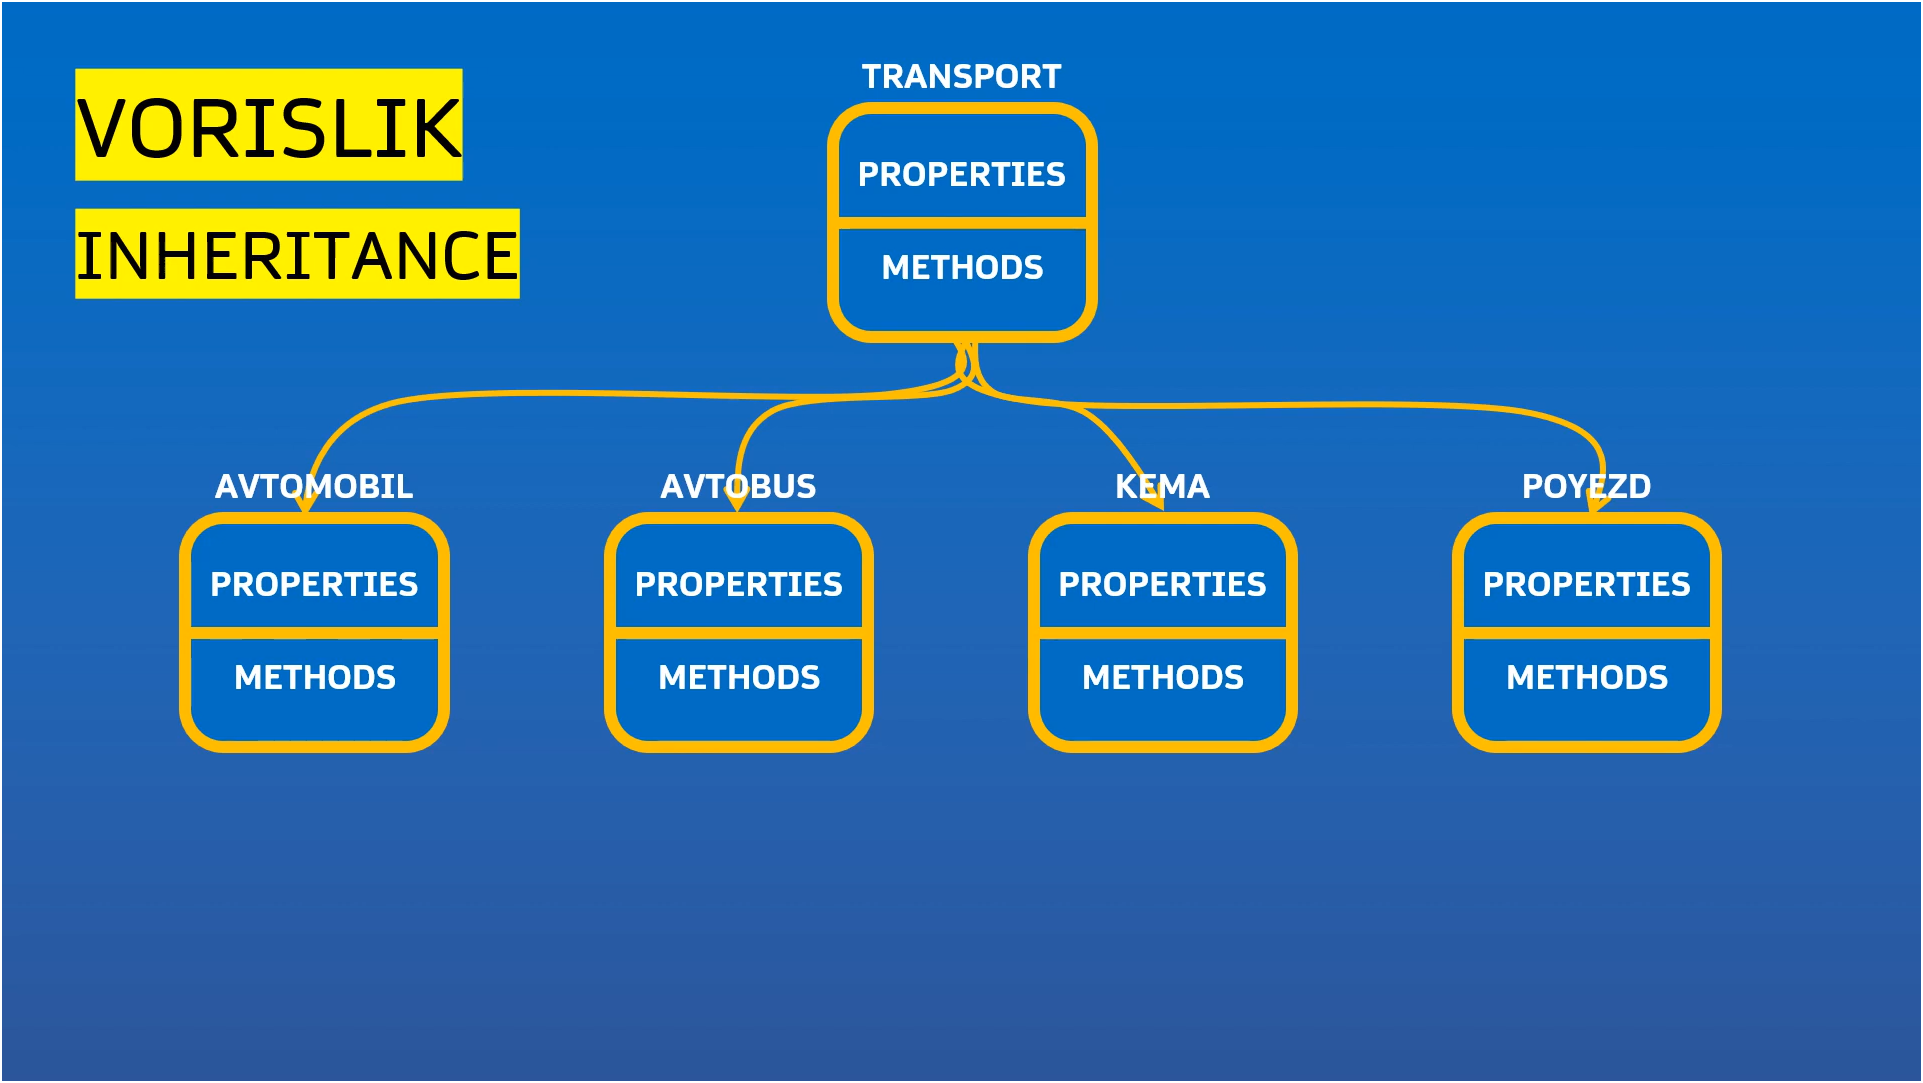 VORISLIK
INHERITANCE
TRANSPORT
PROPERTIES
METHODS
AVTOMOBIL
PROPERTIES
METHODS
AVTOBUS
PROPERTIES
METHODS
KEMA
PROPERTIES
METHODS
POYEZD
PROPERTIES
METHODS